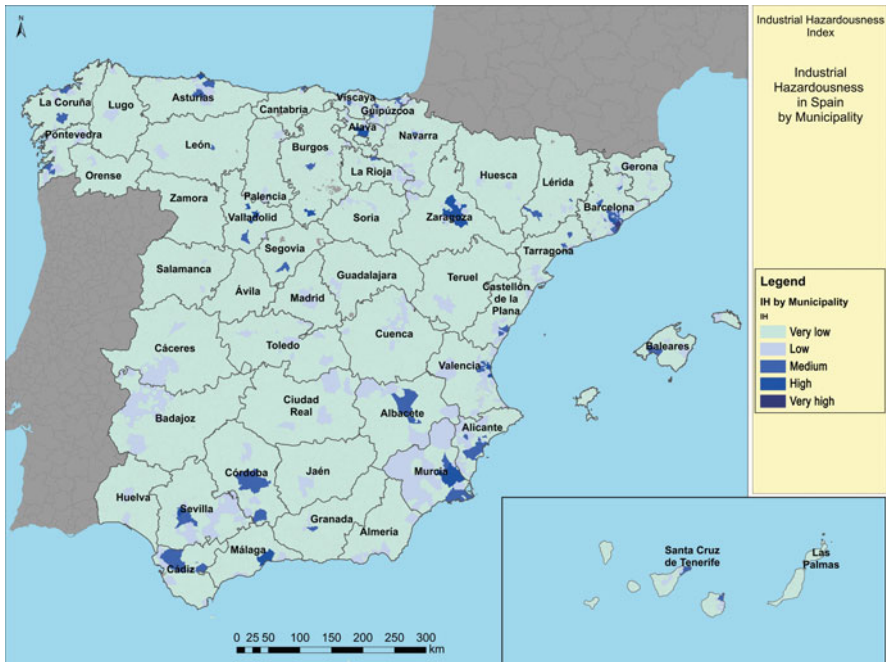 N
Industrial Hazardousness
Index
Industrial
Hazardousness
in Spain
by Municipality
Legend
IH by Municipality
IH
Very low
Low
Medium
High
Very high
La Coruña
Lugo
Asturias
Cantabria
Viscaya
Guipúzcoa
Alava
Navarra
Pontevedra
León
Burgos
La Rioja
Huesca
Lérida
Gerona
Orense
Zamora
Palencia
Valladolid
Soria
Zaragoza
Barcelona
Tarragona
Segovia
Salamanca
Ávila
Madrid
Guadalajara
Teruel
Castellón
de la
Plana
Cáceres
Toledo
Cuenca
Valencia
Baleares
Badajoz
Ciudad
Real
Albacete
Alicante
Córdoba
Jaén
Murcia
Huelva
Sevilla
Granada
Almería
Málaga
Cádiz
Santa Cruz
de Tenerife
Las
Palmas
0 25 50 100 150 200 250 300
km